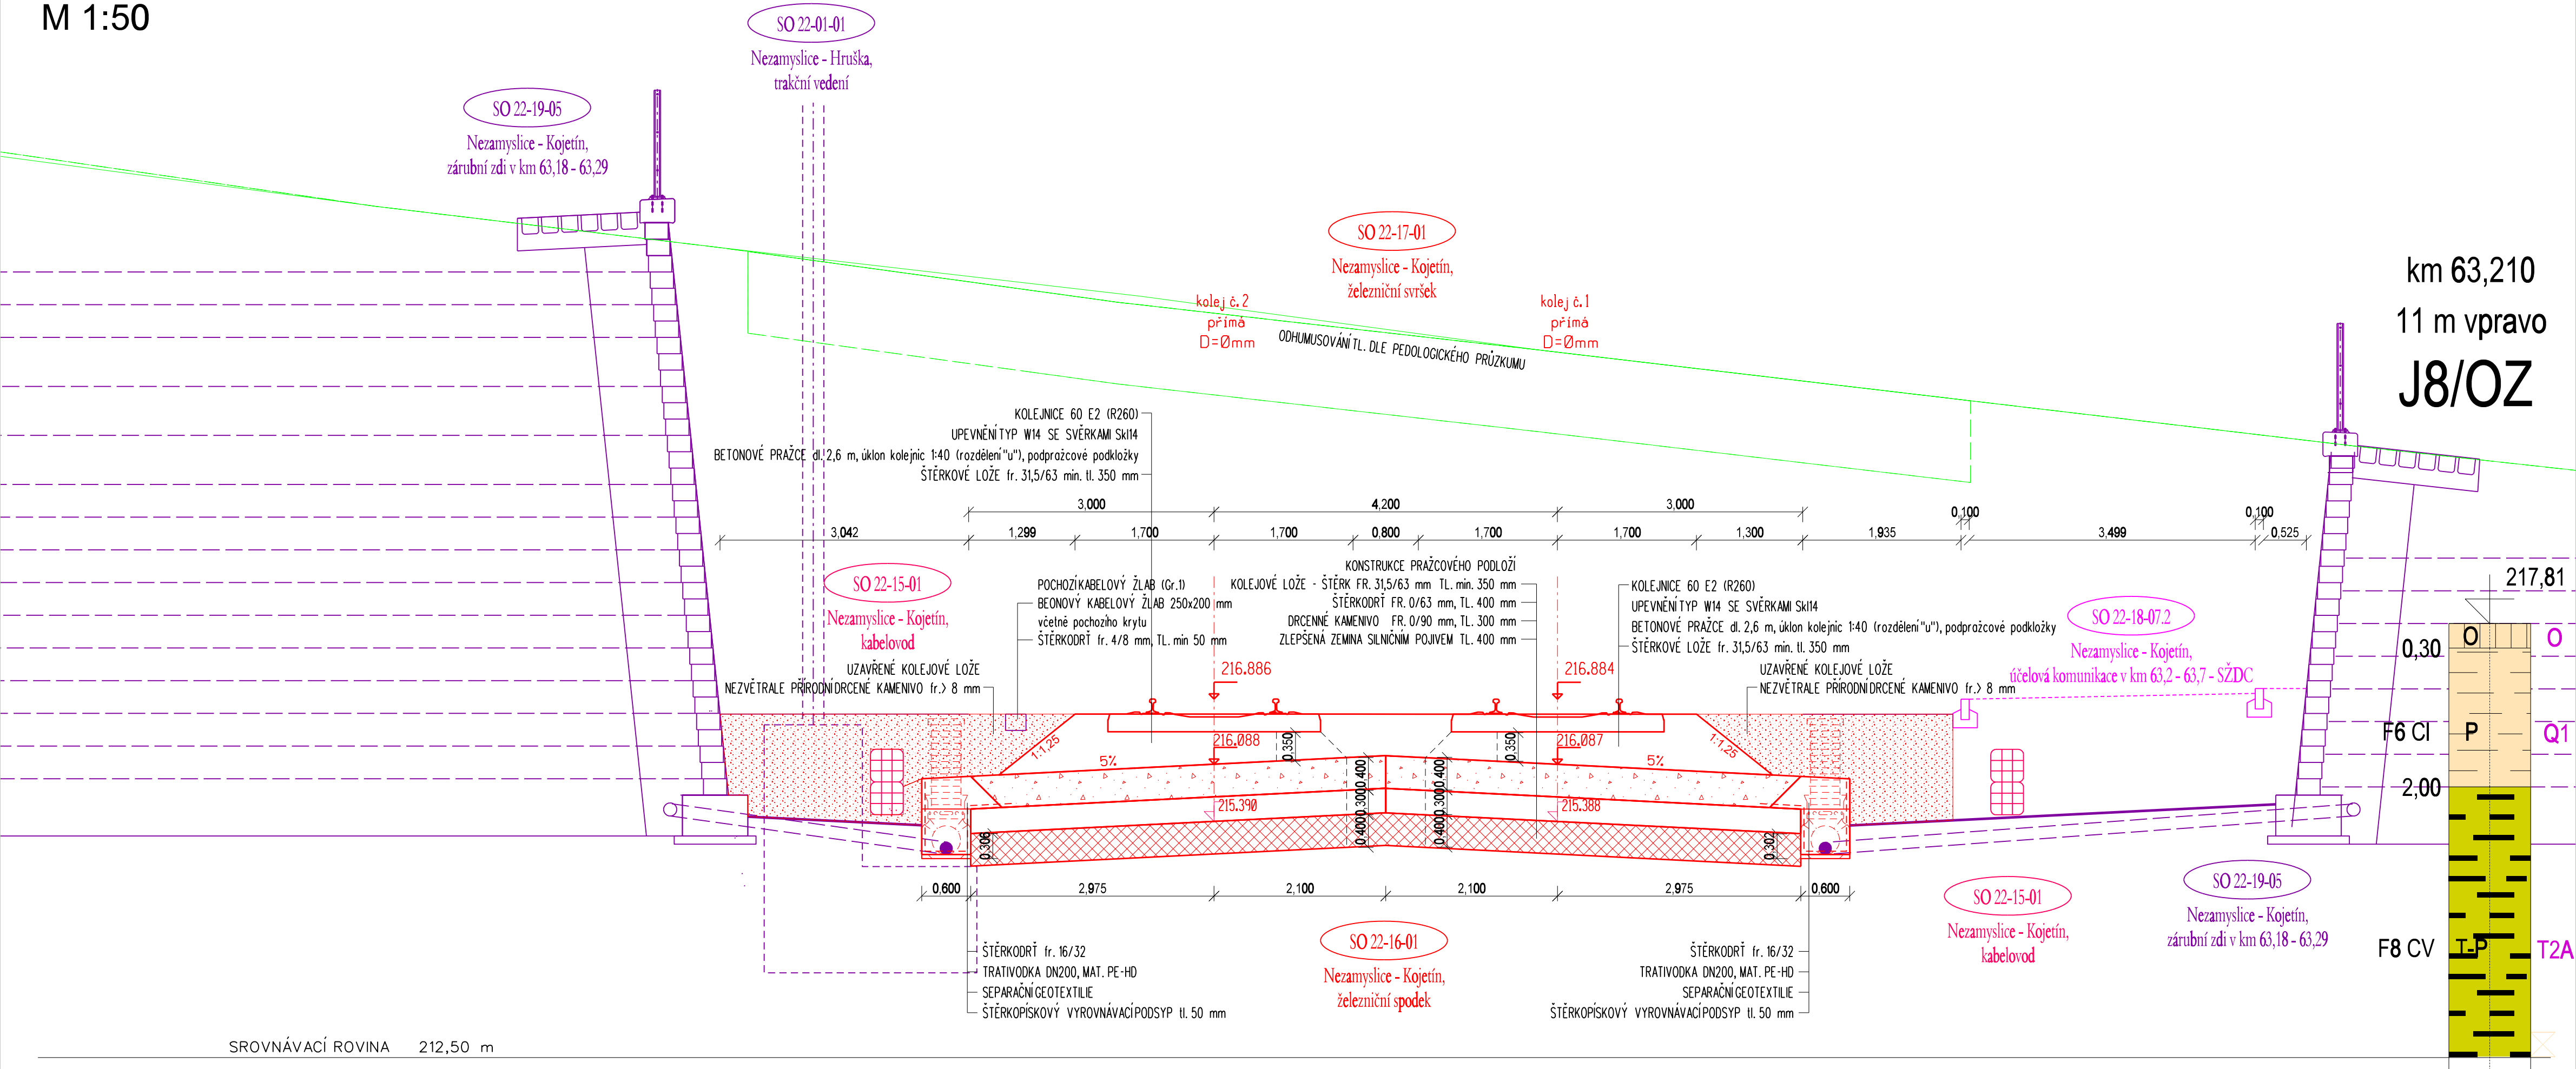 M 1:50
SO 22-01-01
Nezamyslice - Hruška,
trakční vedení
SO 22-19-05
Nezamyslice - Kojetín,
zárubní zdi v km 63,18 - 63,29
SO 22-17-01
Nezamyslice - Kojetín,
železniční svršek
kolej č.2
přímá
D=0mm
kolej č.1
přímá
D=0mm
ODHUMUSOVÁNÍ TL. DLE PEDOLOGICKÉHO PRŮZKUMU
km 63,210
11 m vpravo
J8/OZ
KOLEJNICE 60 E2 (R260)
UPEVNĚNÍ TYP W14 SE SVĚRKAMI Skl14
BETONOVÉ PRAŽCE dl. 2,6 m, úklon kolejnic 1:40 (rozdělení "u"), podpražcové podkložky
ŠTĚRKOVÉ LOŽE fr. 31,5/63 min. tl. 350 mm
3,000 4,200 3,000
0,100 0,100
3,042 1,299 1,700 1,700 0,800 1,700 1,700 1,300 1,935 3,499 0,525
SO 22-15-01
Nezamyslice - Kojetín,
kabelovod
POCHOZÍ KABELOVÝ ŽLAB (Gr.1)
BEONOVÝ KABELOVÝ ŽLAB 250x200 mm
včetně pochozího krytu
ŠTĚRKODRŤ fr. 4/8 mm, TL. min 50 mm
KONSTRUKCE PRAŽCOVÉHO PODLOŽÍ
KOLEJOVÉ LOŽE - ŠTĚRK FR. 31,5/63 mm TL. min. 350 mm
ŠTĚRKODRŤ FR. 0/63 mm, TL. 400 mm
DRCENNÉ KAMENIVO FR. 0/90 mm, TL. 300 mm
ZLEPŠENÁ ZEMINA SILNIČNÍM POJIVEM TL. 400 mm
KOLEJNICE 60 E2 (R260)
UPEVNĚNÍ TYP W14 SE SVĚRKAMI Skl14
BETONOVÉ PRAŽCE dl. 2,6 m, úklon kolejnic 1:40 (rozdělení "u"), podpražcové podkložky
ŠTĚRKOVÉ LOŽE fr. 31,5/63 min. tl. 350 mm
SO 22-18-07.2
Nezamyslice - Kojetín,
účelová komunikace v km 63,2 - 63,7 - SŽDC
217,81
UZAVŘENÉ KOLEJOVÉ LOŽE
NEZVĚTRALE PŘÍRODNÍ DRCENÉ KAMENIVO fr.> 8 mm
216.886
216.884
UZAVŘENÉ KOLEJOVÉ LOŽE
NEZVĚTRALE PŘÍRODNÍ DRCENÉ KAMENIVO fr.> 8 mm
0,30 O O
F6 CI P Q1
2,00
F8 CV T-P T2A
1:1,25
5%
216.088
0.350
0.350
216.087
5%
1:1,25
0.400
0.300
0.400
0.400
0.300
0.400
215.390
215.388
0.306
0.302
0.600 2,975 2,100 2,100 2,975 0.600
ŠTĚRKODRŤ fr. 16/32
TRATIVODKA DN200, MAT. PE-HD
SEPARAČNÍ GEOTEXTILIE
ŠTĚRKOPÍSKOVÝ VYROVNÁVACÍ PODSYP tl. 50 mm
SO 22-16-01
Nezamyslice - Kojetín,
železniční spodek
ŠTĚRKODRŤ fr. 16/32
TRATIVODKA DN200, MAT. PE-HD
SEPARAČNÍ GEOTEXTILIE
ŠTĚRKOPÍSKOVÝ VYROVNÁVACÍ PODSYP tl. 50 mm
SO 22-15-01
Nezamyslice - Kojetín,
kabelovod
SO 22-19-05
Nezamyslice - Kojetín,
zárubní zdi v km 63,18 - 63,29
SROVNÁVACÍ ROVINA 212,50 m